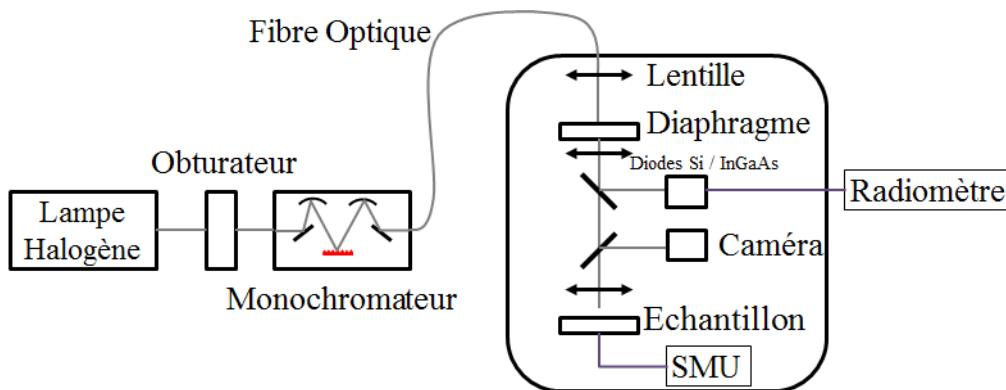 Fibre Optique
Lentille
Diaphragme
Obturateur
Diodes Si / InGaAs
Lampe
Halogène
Radiomètre
Caméra
Monochromateur
Echantillon
SMU